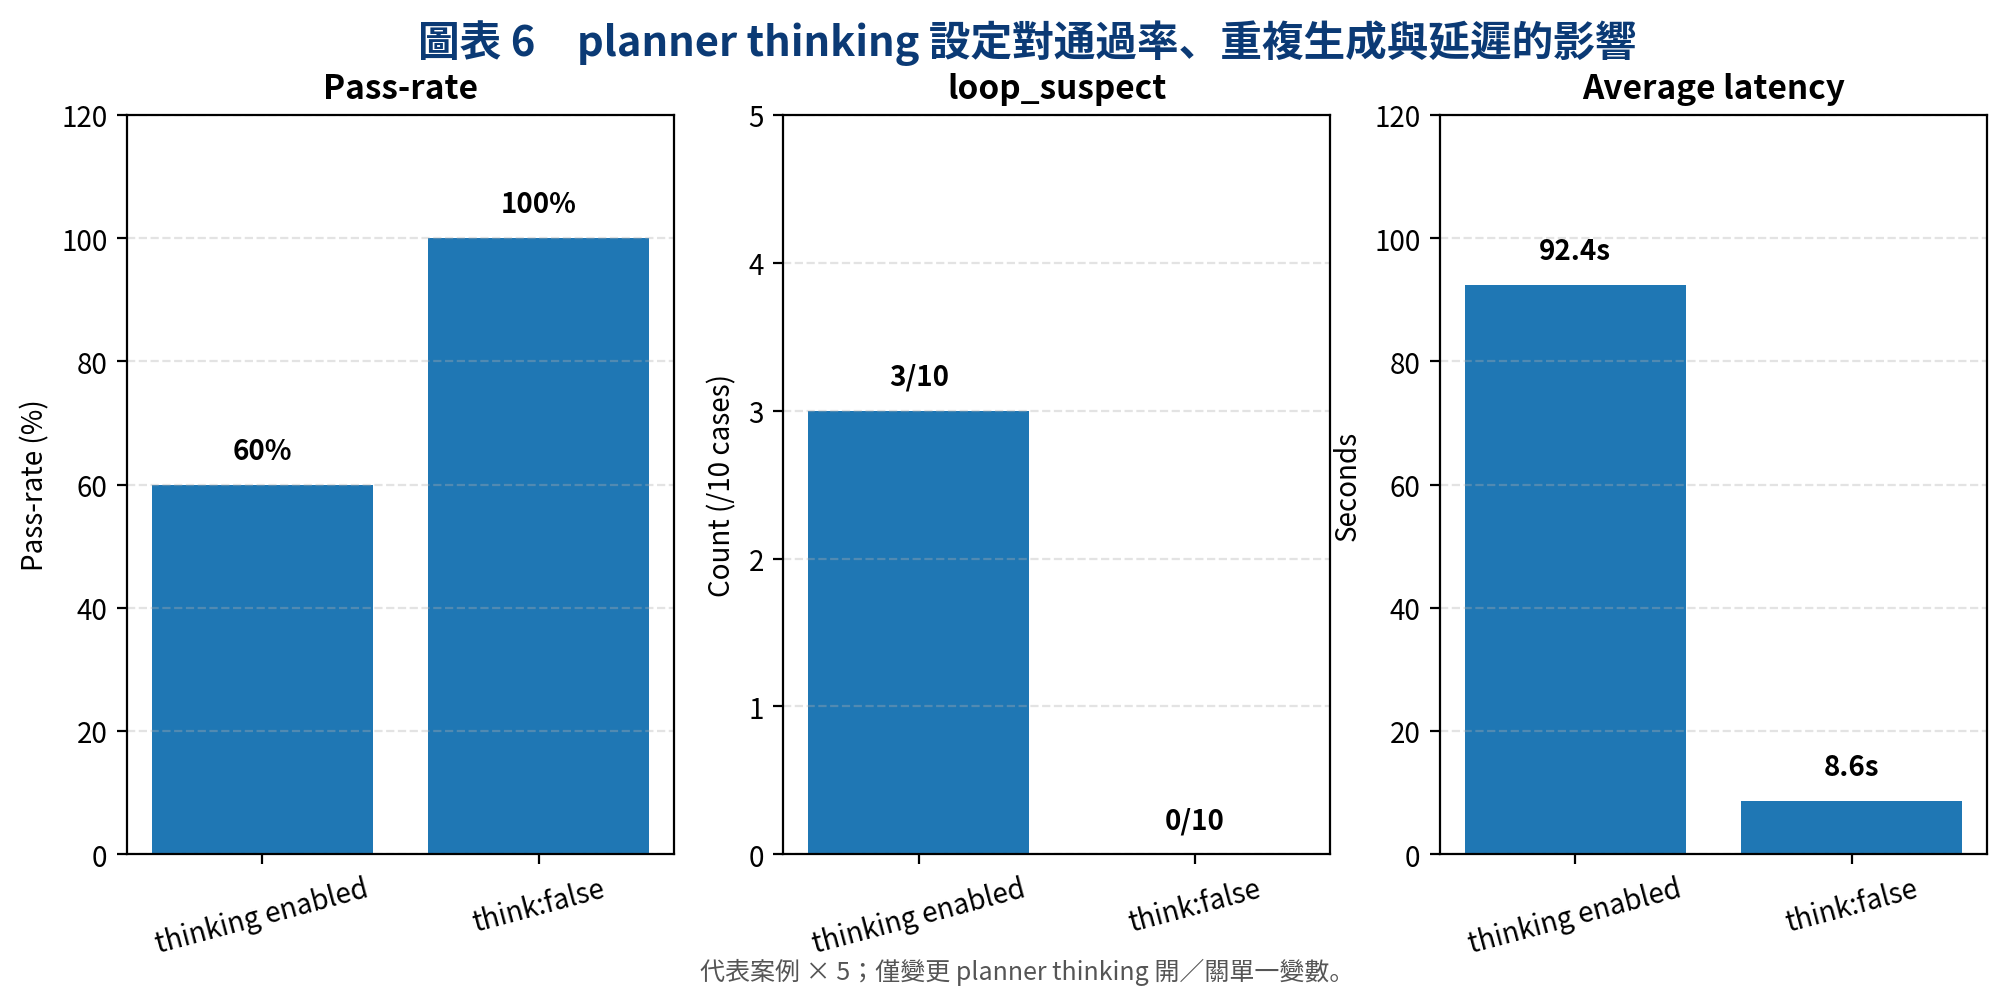 圖表 6　planner thinking 設定對通過率、重複生成與延遲的影響
Pass-rate
120
100
80
60
40
20
0
Pass-rate (%)
60%
100%
thinking enabled
think:false
loop_suspect
5
4
3
2
1
0
Count (/10 cases)
3/10
0/10
thinking enabled
think:false
Average latency
120
100
80
60
40
20
0
Seconds
92.4s
8.6s
thinking enabled
think:false
代表案例 × 5；僅變更 planner thinking 開／關單一變數。